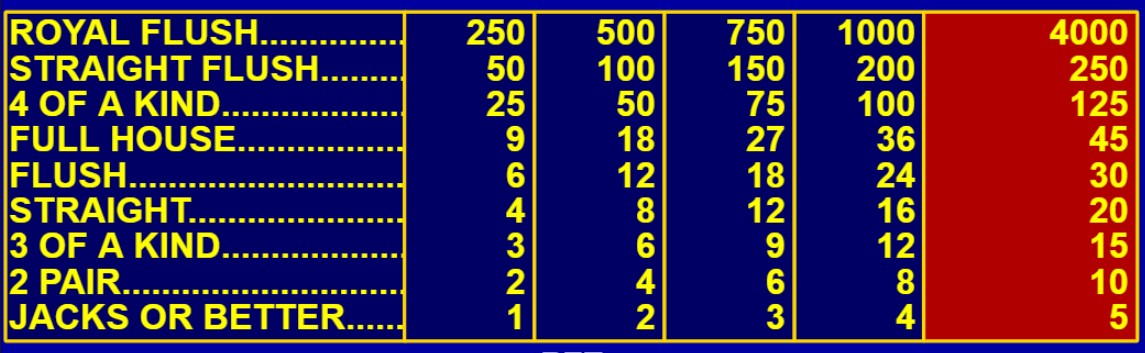 ROYAL FLUSH............... 250 500 750 1000 4000
STRAIGHT FLUSH......... 50 100 150 200 250
4 OF A KIND................... 25 50 75 100 125
FULL HOUSE................. 9 18 27 36 45
FLUSH............................ 6 12 18 24 30
STRAIGHT...................... 4 8 12 16 20
3 OF A KIND................... 3 6 9 12 15
2 PAIR............................. 2 4 6 8 10
JACKS OR BETTER...... 1 2 3 4 5